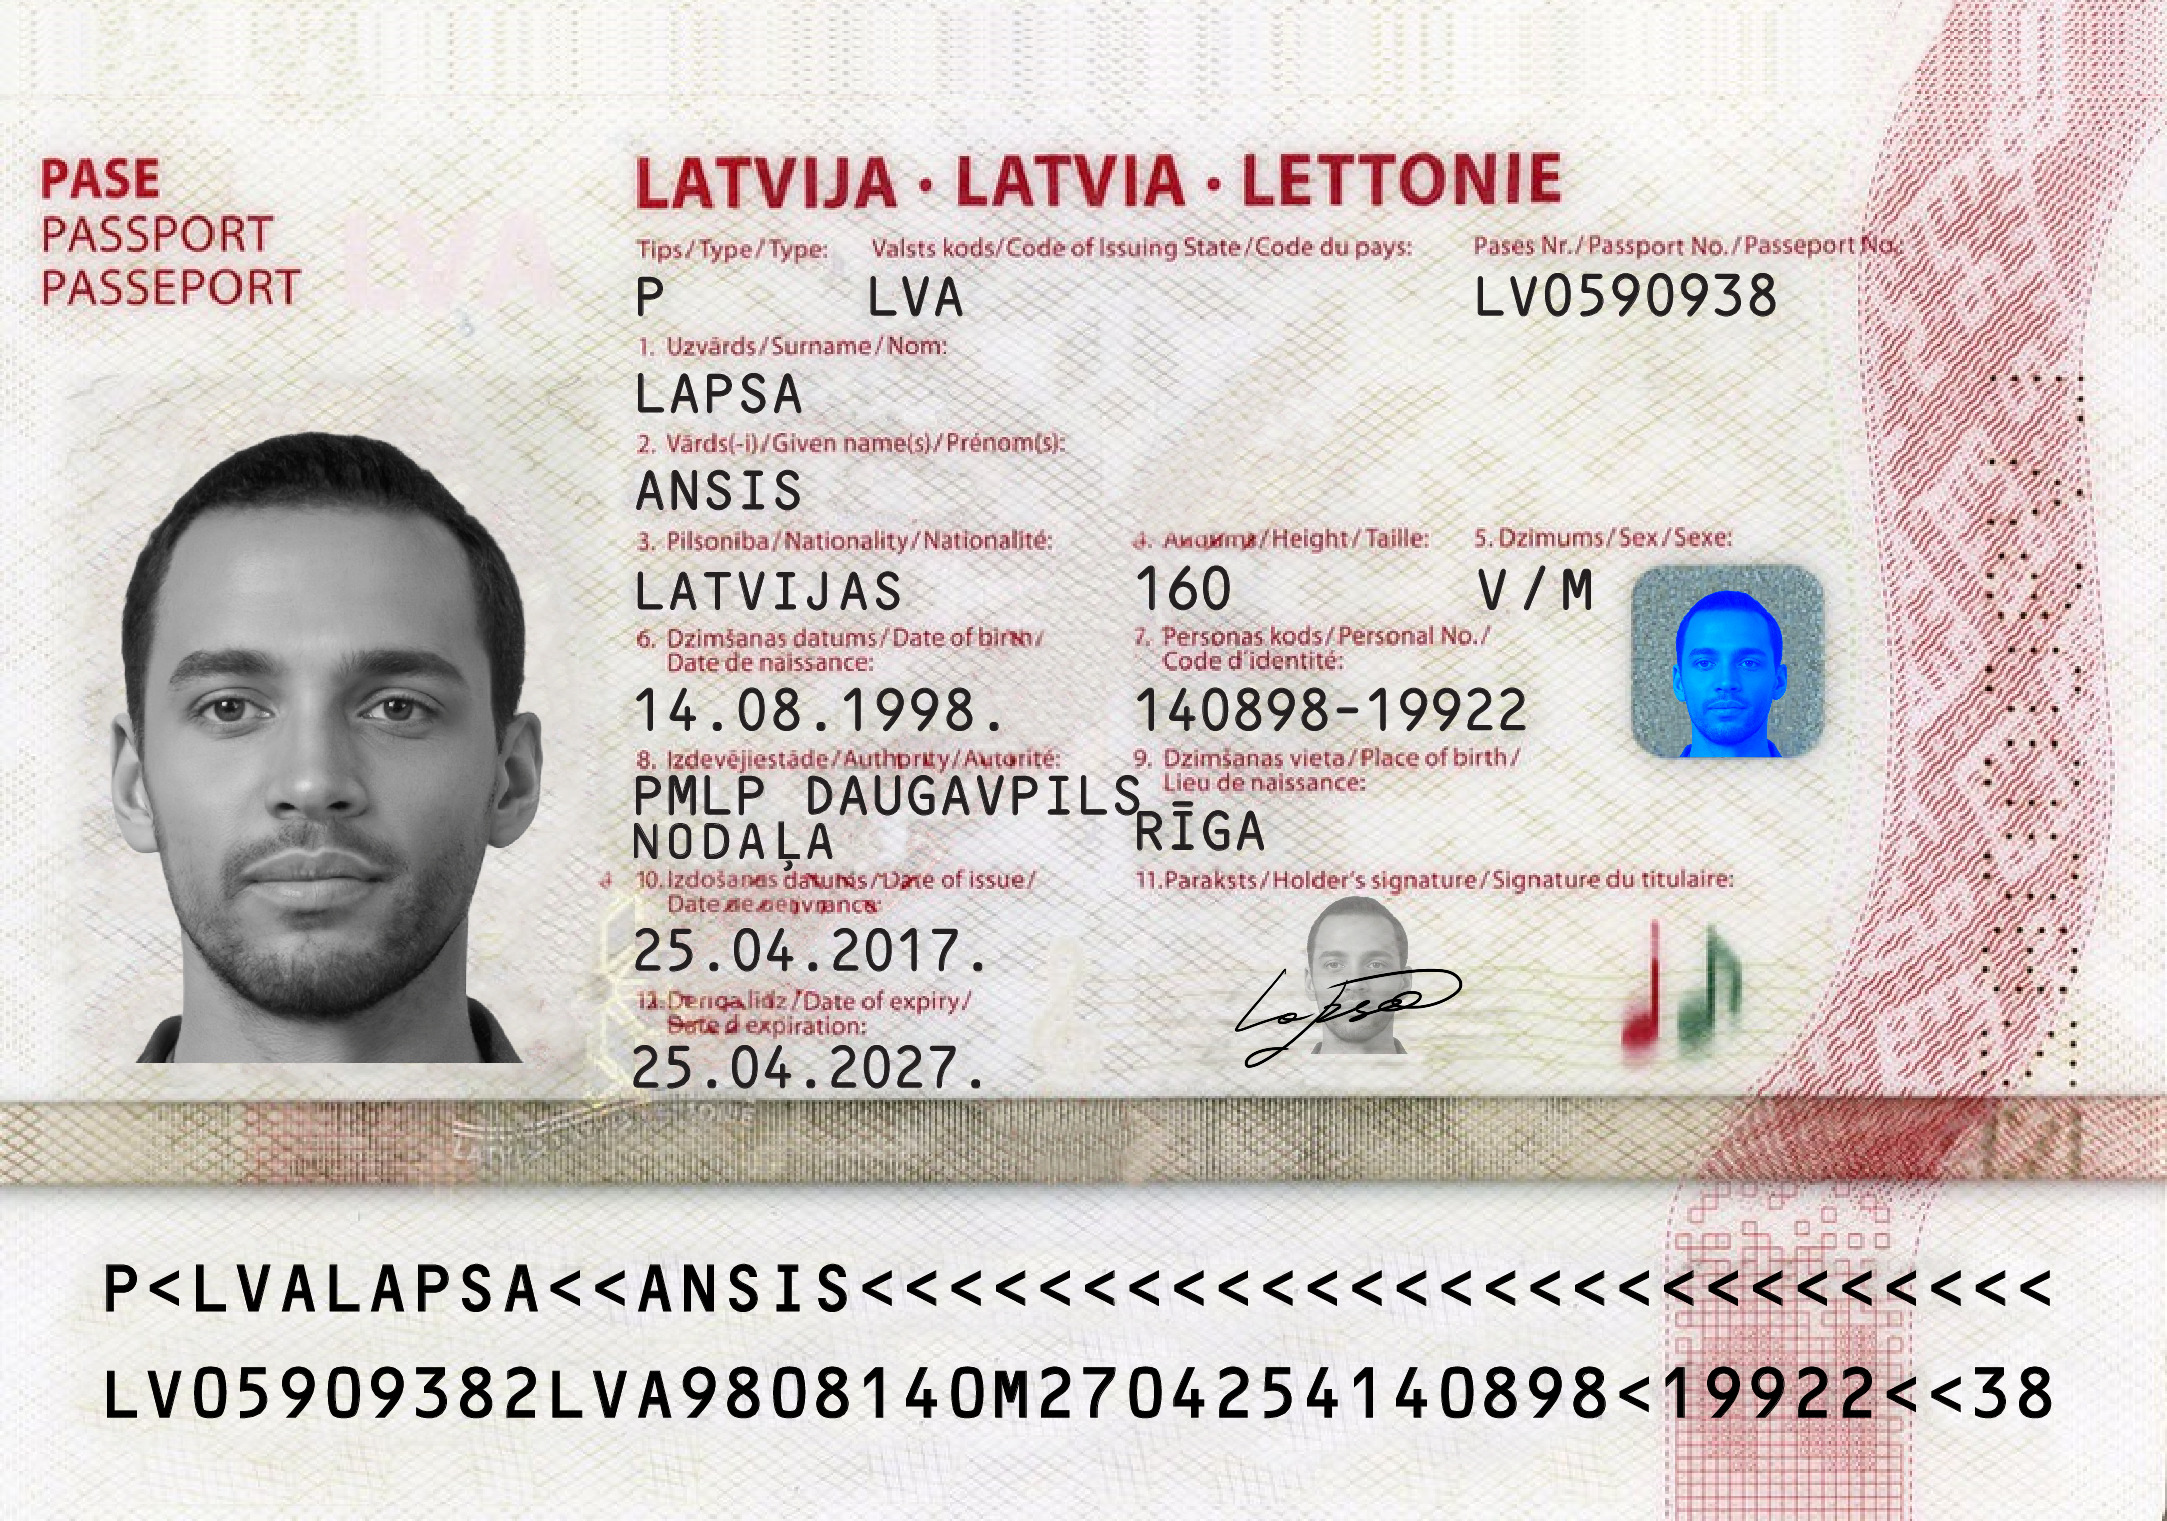 PASE
PASSPORT
PASSEPORT
LVA
LATVIJA · LATVIA · LETTONIE
Tips/Type/Type: Valsts kods/Code of Issuing State/Code du pays: Pases Nr./Passport No./Passeport No.:
P LVA LV0590938
1. Uzvārds/Surname/Nom:
LAPSA
2. Vārds(-i)/Given name(s)/Prénom(s):
ANSIS
3. Pilsonība/Nationality/Nationalité: 4. Augums/Height/Taille: 5. Dzimums/Sex/Sexe:
LATVIJAS 160 V/M
6. Dzimšanas datums/Date of birth/ 7. Personas kods/Personal No./
Date de naissance: Code d'identité:
14.08.1998. 140898-19922
8. Izdevējiestāde/Authority/Autorité: 9. Dzimšanas vieta/Place of birth/
Lieu de naissance:
PMLP DAUGAVPILS
NODAĻA RĪGA
10. Izdošanas datums/Date of issue/ 11. Paraksts/Holder's signature/Signature du titulaire:
Date de
25.04.2017.
Lapsa
12. /Date of expiry/
Date d expiration:
25.04.2027.
P<LVALAPSA<<ANSIS<<<<<<<<<<<<<<<<<<<<<<<<<<<
LV05909382LVA9808140M2704254140898<19922<<38